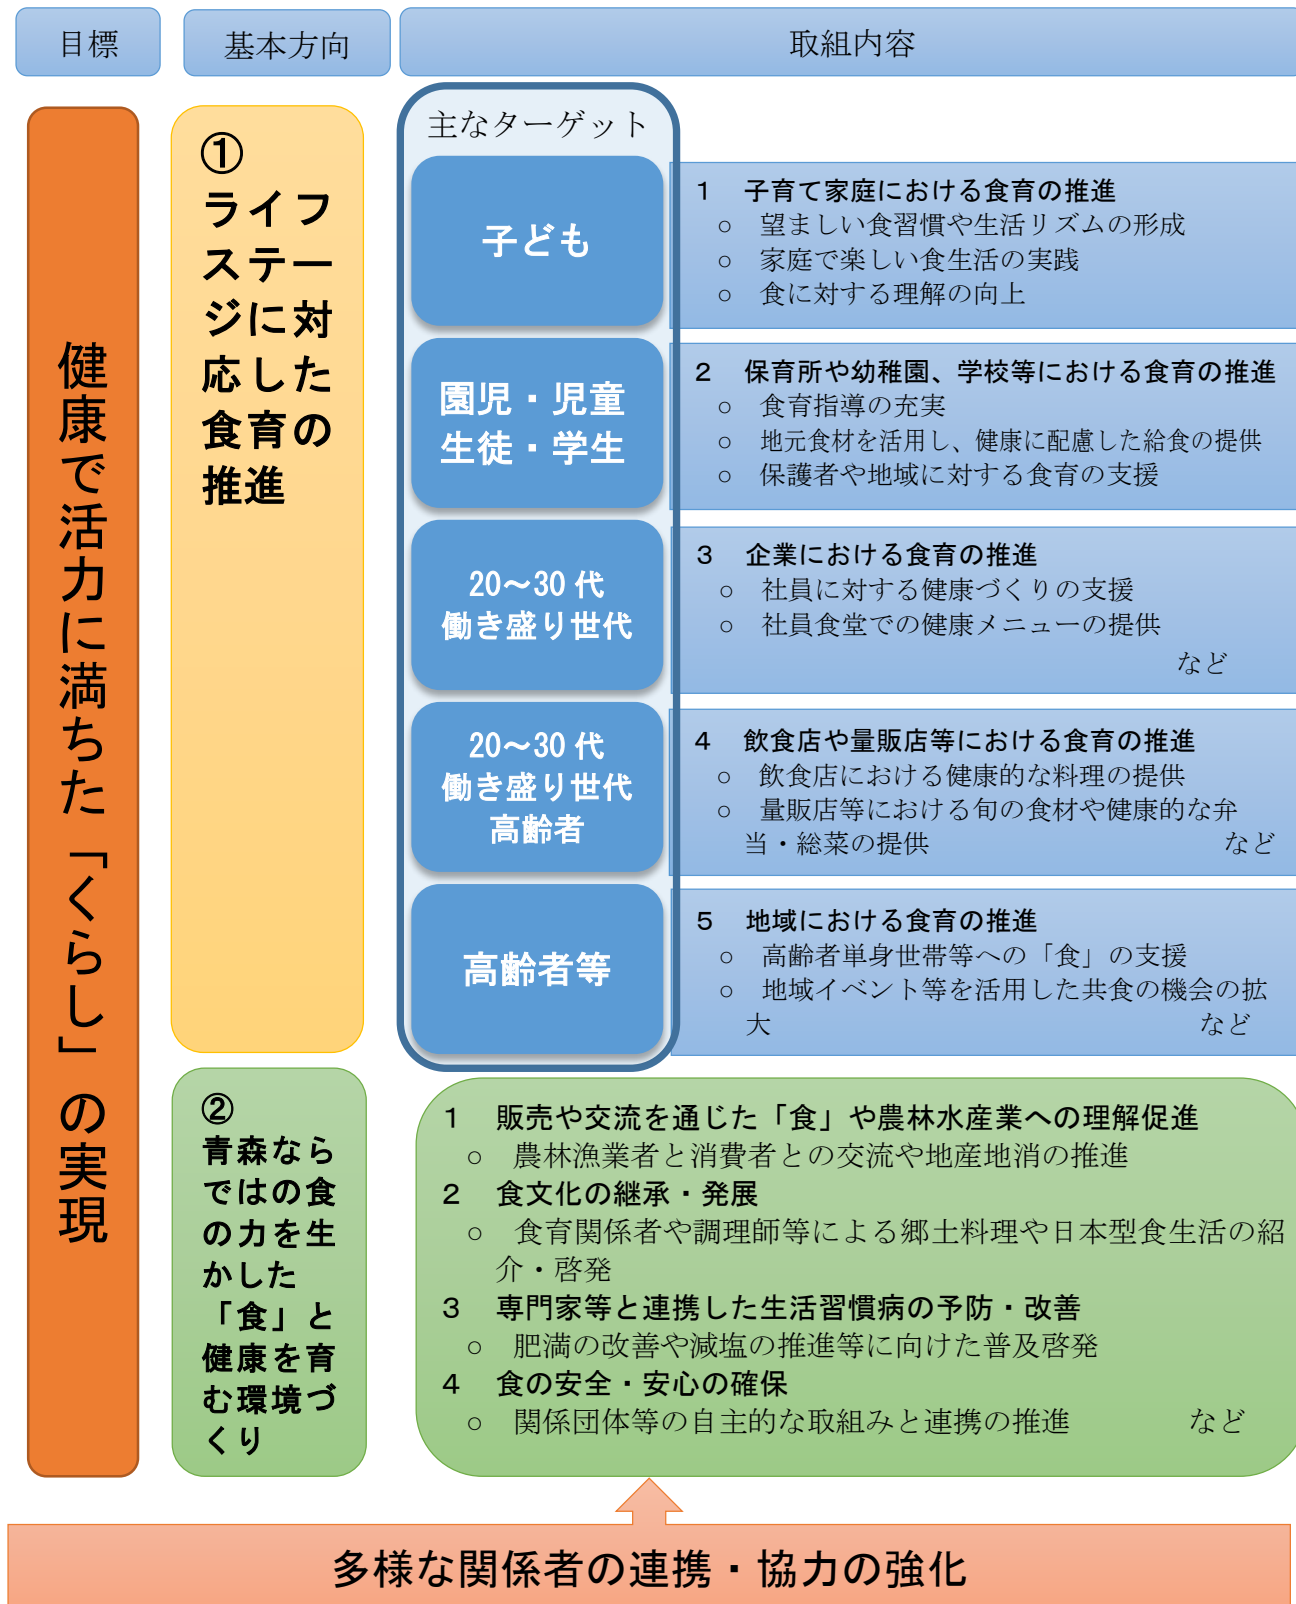 目標
基本方向
取組内容
健康で活力に満ちた「くらし」の実現
①
ライフ
ステー
ジに対
応した
食育の
推進
主なターゲット
子ども
1 子育て家庭における食育の推進
○ 望ましい食習慣や生活リズムの形成
○ 家庭で楽しい食生活の実践
○ 食に対する理解の向上
園児・児童
生徒・学生
2 保育所や幼稚園、学校等における食育の推進
○ 食育指導の充実
○ 地元食材を活用し、健康に配慮した給食の提供
○ 保護者や地域に対する食育の支援
20～30 代
働き盛り世代
3 企業における食育の推進
○ 社員に対する健康づくりの支援
○ 社員食堂での健康メニューの提供
など
20～30 代
働き盛り世代
高齢者
4 飲食店や量販店等における食育の推進
○ 飲食店における健康的な料理の提供
○ 量販店等における旬の食材や健康的な弁
当・総菜の提供 など
高齢者等
5 地域における食育の推進
○ 高齢者単身世帯等への「食」の支援
○ 地域イベント等を活用した共食の機会の拡
大 など
②
青森なら
ではの食
の力を生
かした
「食」と
健康を育
む環境づ
くり
1 販売や交流を通じた「食」や農林水産業への理解促進
○ 農林漁業者と消費者との交流や地産地消の推進
2 食文化の継承・発展
○ 食育関係者や調理師等による郷土料理や日本型食生活の紹
介・啓発
3 専門家等と連携した生活習慣病の予防・改善
○ 肥満の改善や減塩の推進等に向けた普及啓発
4 食の安全・安心の確保
○ 関係団体等の自主的な取組みと連携の推進 など
多様な関係者の連携・協力の強化